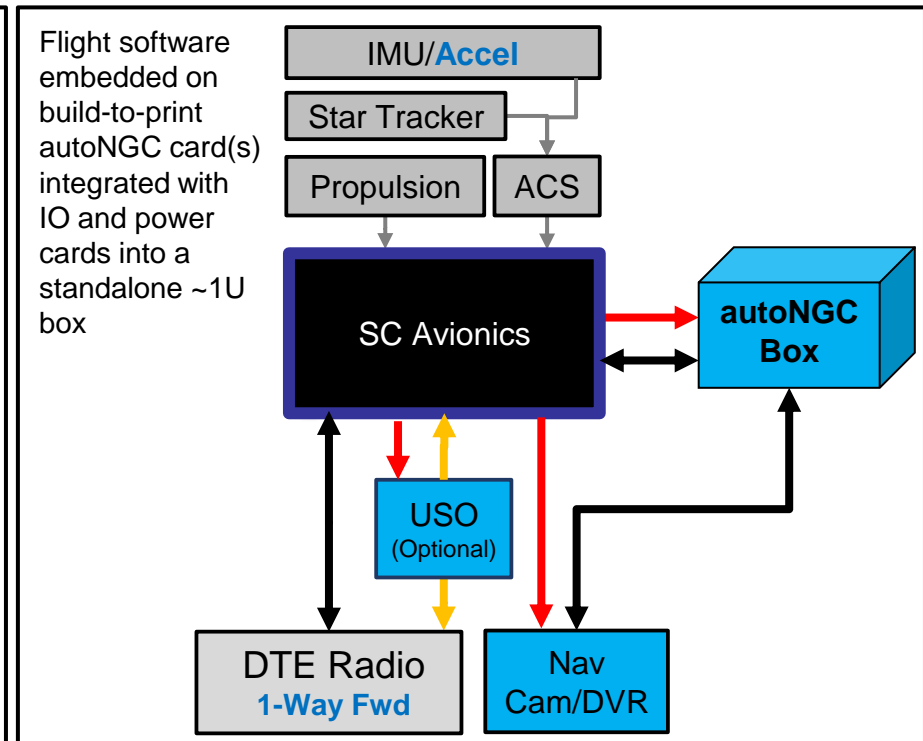 Flight software
embedded on
build-to-print
autoNGC card(s)
integrated with
IO and power
cards into a
standalone ~1U
box
IMU/Accel
Star Tracker
Propulsion
ACS
SC Avionics
autoNGC
Box
USO
(Optional)
DTE Radio
1-Way Fwd
Nav
Cam/DVR